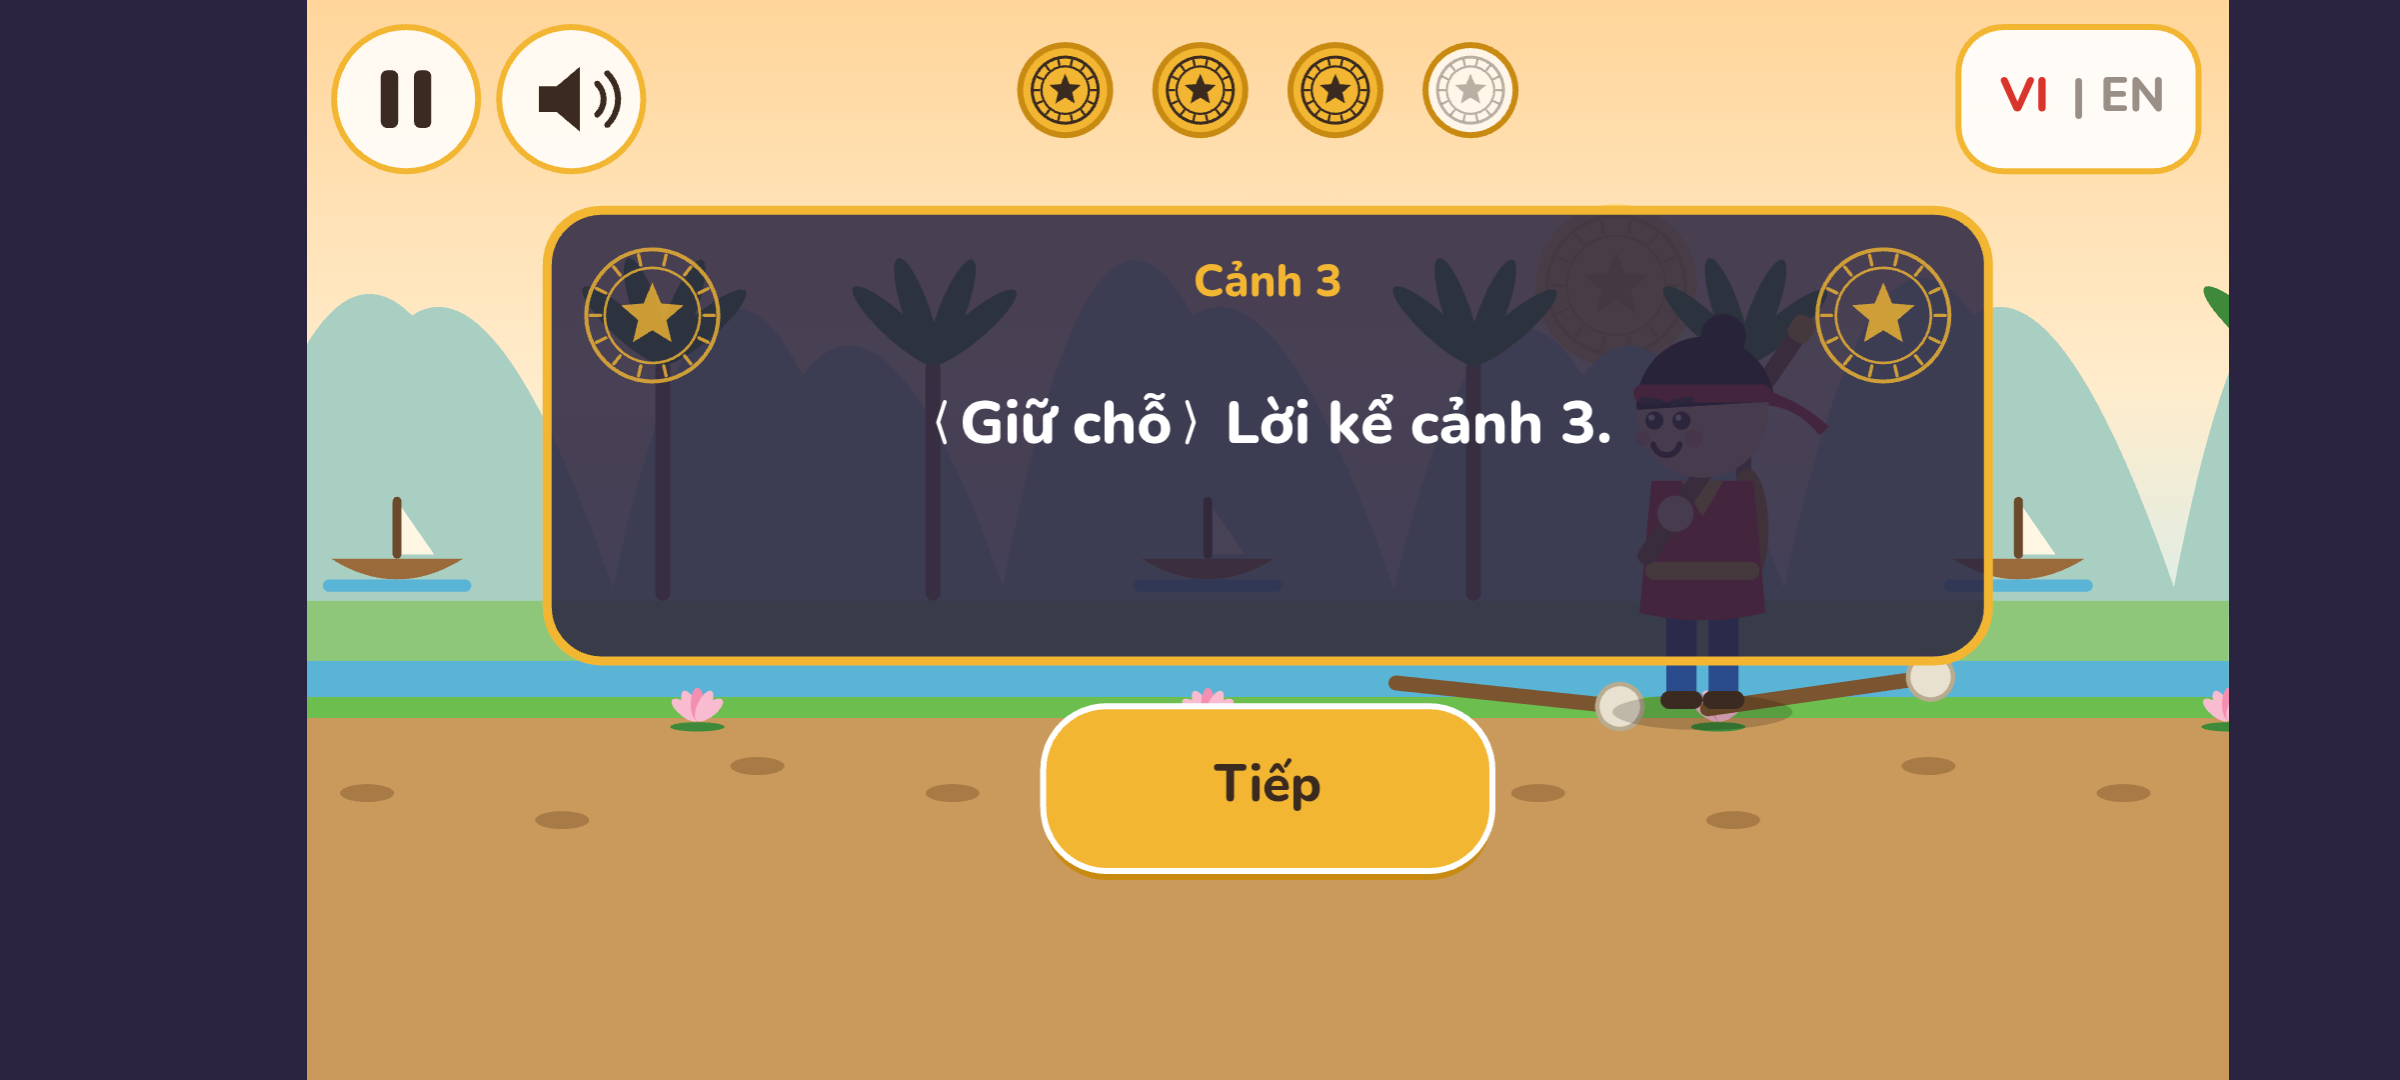 VI | EN
Cảnh 3
⟨Giữ chỗ⟩ Lời kể cảnh 3.
Tiếp